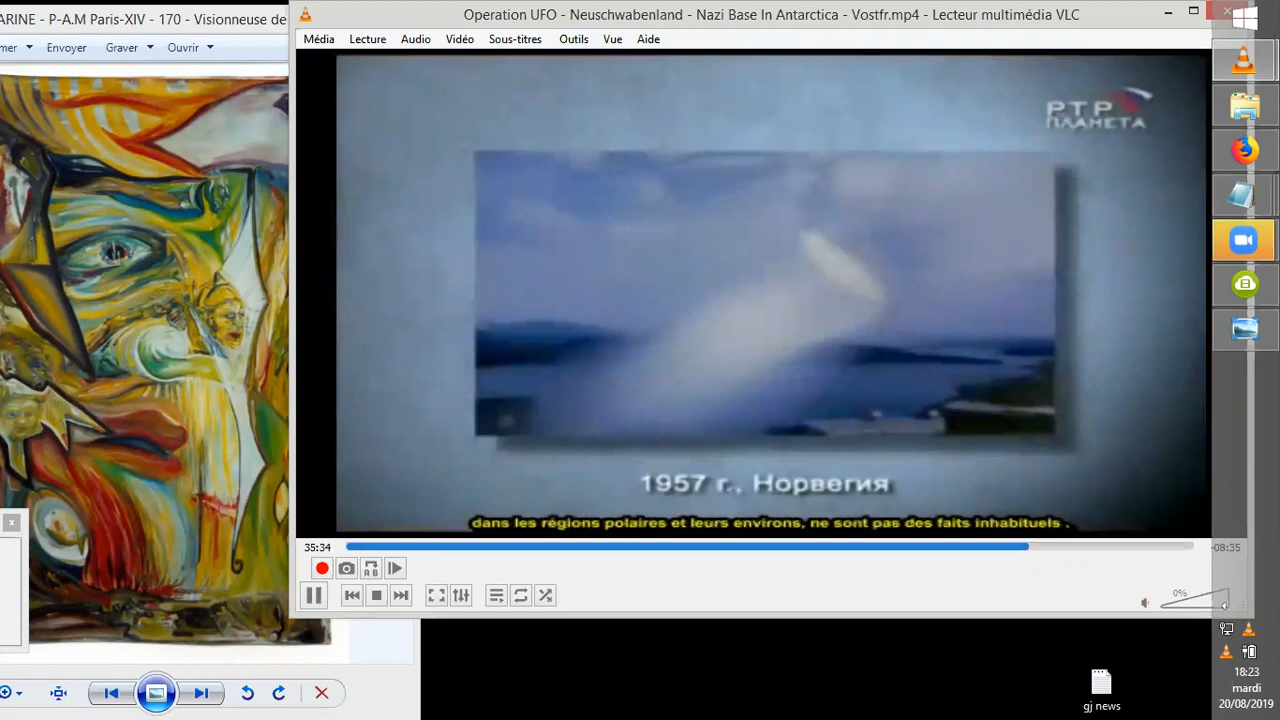 ARINE - P-A.M Paris-XIV - 170 - Visionneuse de
mer Envoyer Graver Ouvrir
Operation UFO - Neuschwabenland - Nazi Base In Antarctica - Vostfr.mp4 - Lecteur multimédia VLC
Média Lecture Audio Vidéo Sous-titres Outils Vue Aide
РТР
ПЛАНЕТА
1957 г., Норвегия
dans les régions polaires et leurs environs, ne sont pas des faits inhabituels .
35:34
-08:35
A B
0%
gj news
18:23
mardi
20/08/2019